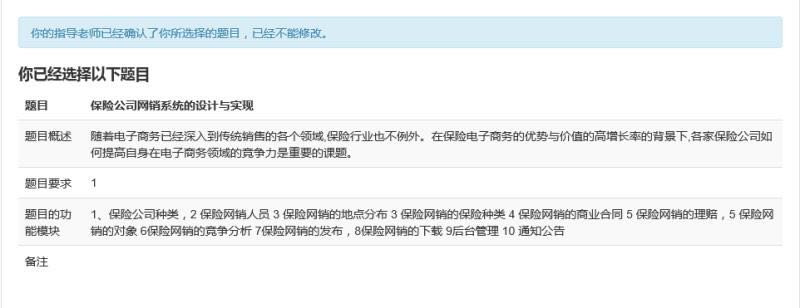 你的指导老师已经确认了你所选择的题目，已经不能修改。
你已经选择以下题目
题目 保险公司网销系统的设计与实现
题目概述 随着电子商务已经深入到传统销售的各个领域,保险行业也不例外。在保险电子商务的优势与价值的高增长率的背景下,各家保险公司如
何提高自身在电子商务领域的竞争力是重要的课题。
题目要求 1
题目的功 1、保险公司种类，2 保险网销人员 3 保险网销的地点分布 3 保险网销的保险种类 4 保险网销的商业合同 5 保险网销的理赔，5 保险网
能模块 销的对象 6保险网销的竞争分析 7保险网销的发布，8保险网销的下载 9后台管理 10 通知公告
备注